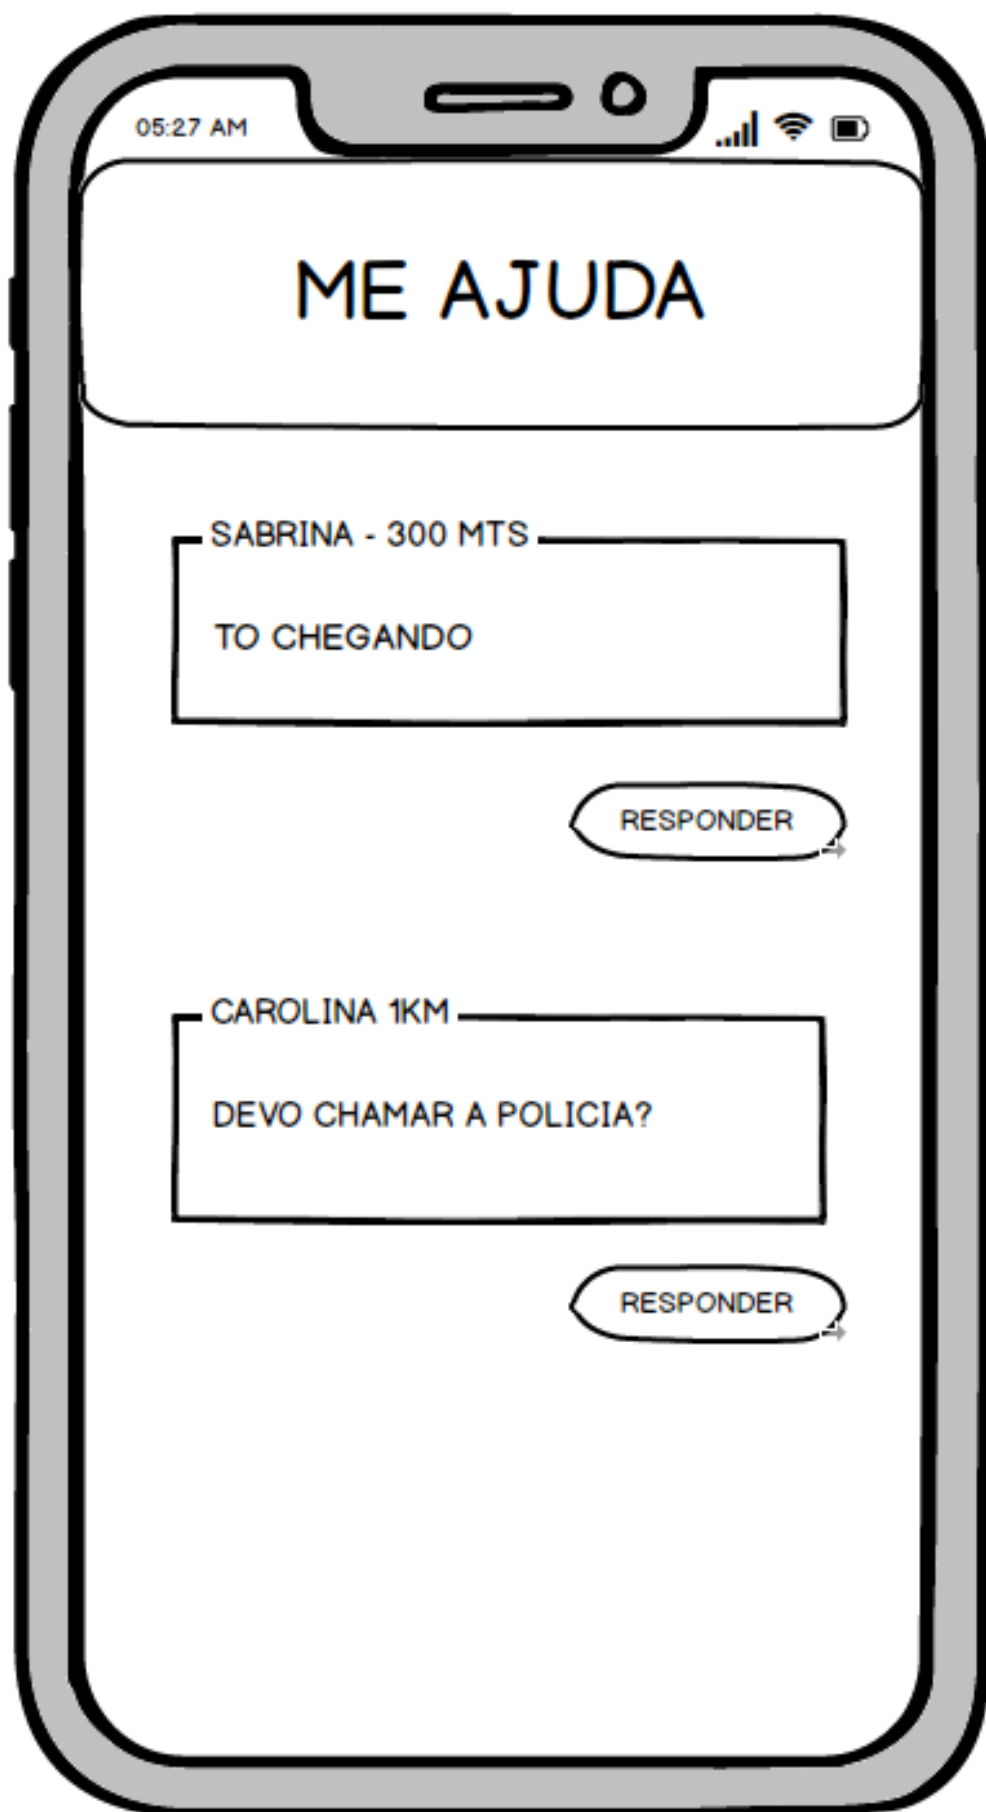 05:27 AM
ME AJUDA
SABRINA - 300 MTS
TO CHEGANDO
RESPONDER
CAROLINA 1KM
DEVO CHAMAR A POLICIA?
RESPONDER